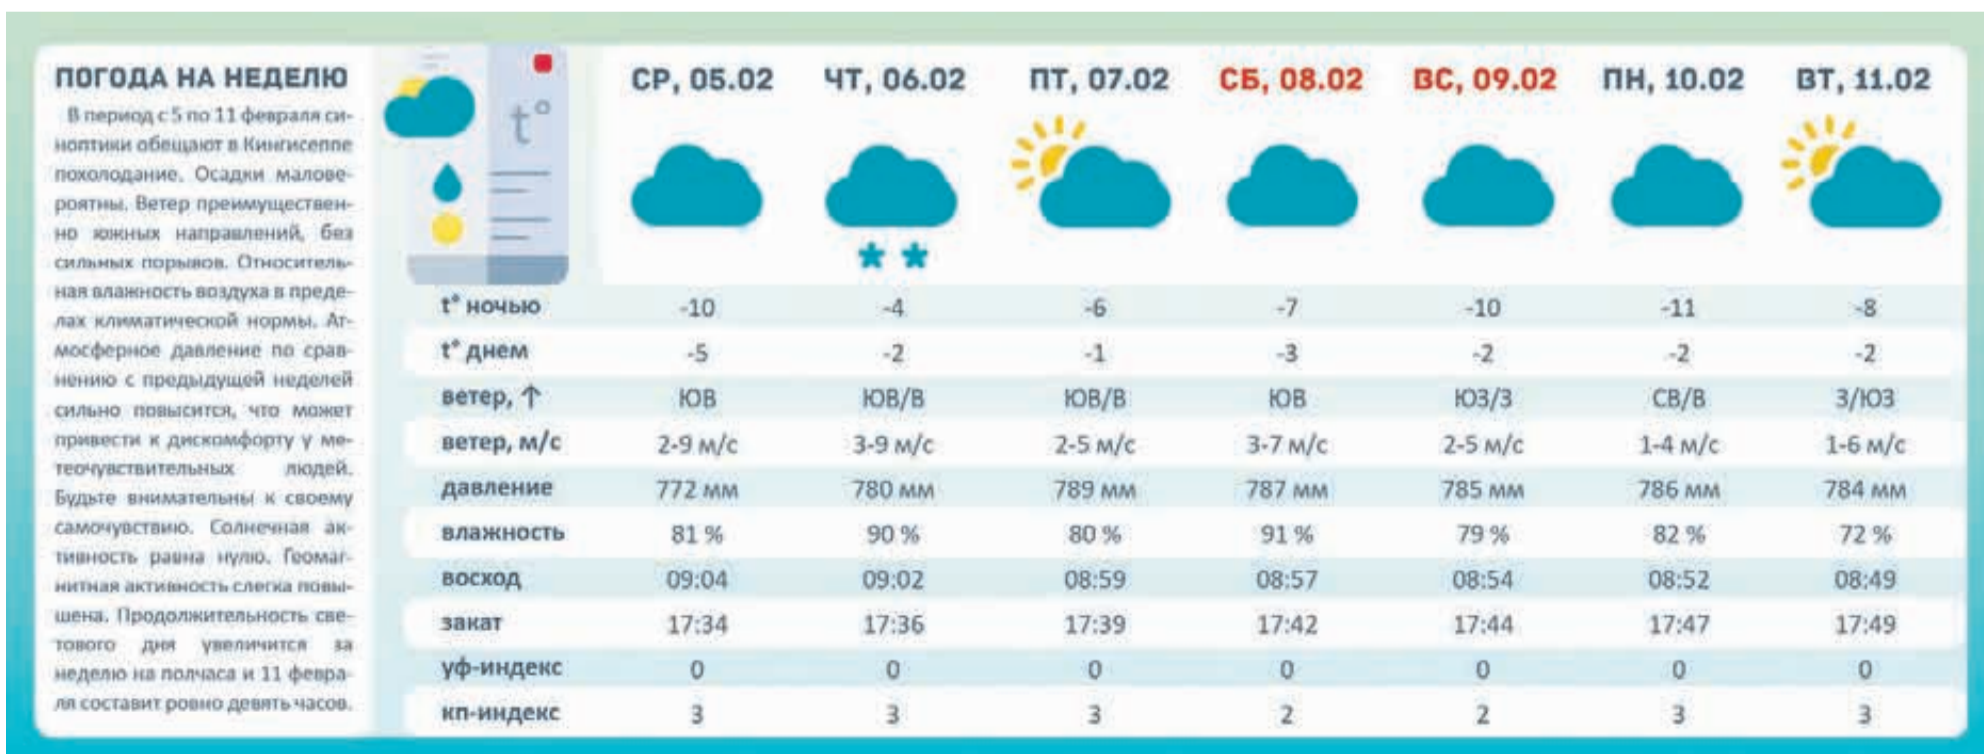 ПОГОДА НА НЕДЕЛЮ
В период с 5 по 11 февраля си-
ноптики обещают в Кингисеппе
похолодание. Осадки малове-
роятны. Ветер преимуществен-
но южных направлений, без
сильных порывов. Относитель-
ная влажность воздуха в преде-
лах климатической нормы. Ат-
мосферное давление по срав-
нению с предыдущей неделей
сильно повысится, что может
привести к дискомфорту у ме-
теочувствительных людей.
Будьте внимательны к своему
самочувствию. Солнечная ак-
тивность равна нулю. Геомаг-
нитная активность слегка повы-
шена. Продолжительность све-
тового дня увеличится за
неделю на полчаса и 11 февра-
ля составит ровно девять часов.
t°
СР, 05.02 ЧТ, 06.02 ПТ, 07.02 СБ, 08.02 ВС, 09.02 ПН, 10.02 ВТ, 11.02
t° ночью -10 -4 -6 -7 -10 -11 -8
t° днем -5 -2 -1 -3 -2 -2 -2
ветер, ↑ ЮВ ЮВ/В ЮВ/В ЮВ ЮЗ/З СВ/В З/ЮЗ
ветер, м/с 2-9 м/с 3-9 м/с 2-5 м/с 3-7 м/с 2-5 м/с 1-4 м/с 1-6 м/с
давление 772 мм 780 мм 789 мм 787 мм 785 мм 786 мм 784 мм
влажность 81 % 90 % 80 % 91 % 79 % 82 % 72 %
восход 09:04 09:02 08:59 08:57 08:54 08:52 08:49
закат 17:34 17:36 17:39 17:42 17:44 17:47 17:49
уф-индекс 0 0 0 0 0 0 0
кп-индекс 3 3 3 2 2 3 3